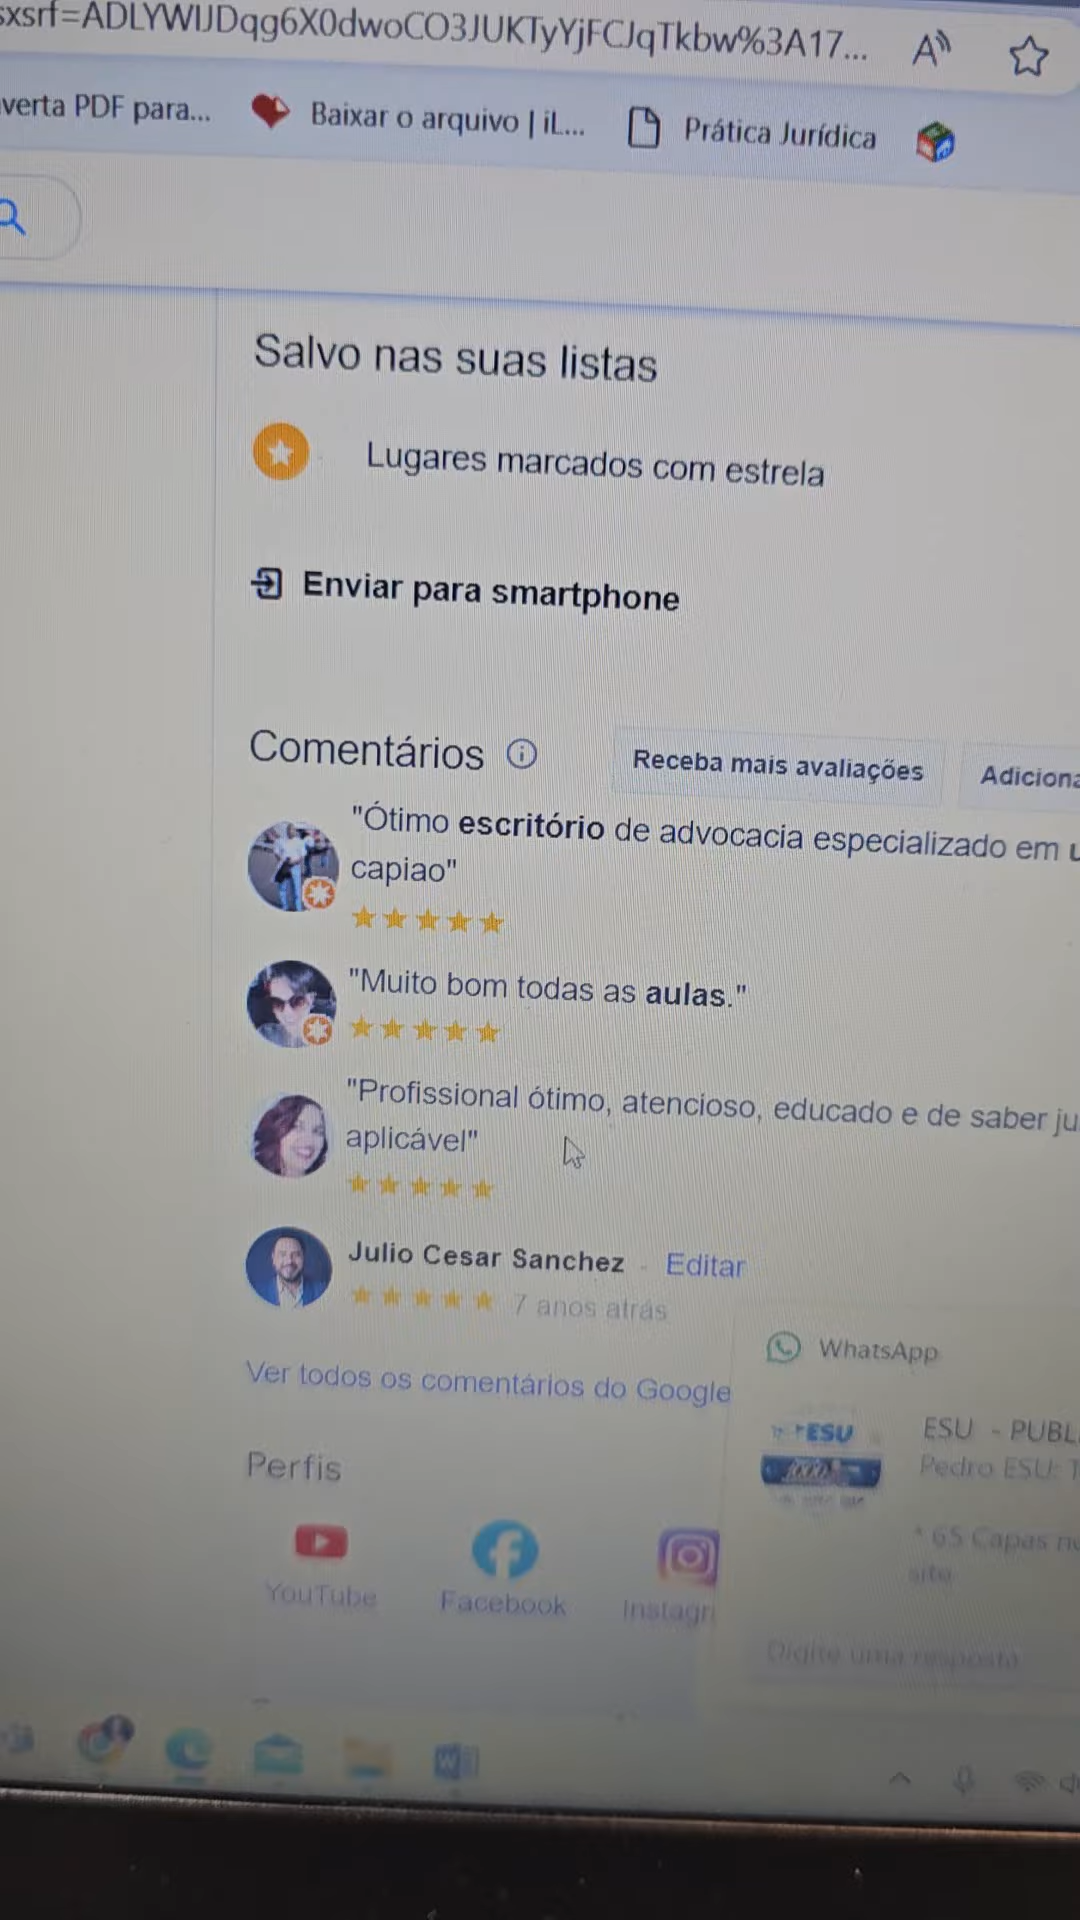 sxsrf=ADLYWIJDqg6X0dwoCO3JUKTyYjFCJqTkbw%3A17...
verta PDF para...
Baixar o arquivo | iL...
Prática Jurídica
Salvo nas suas listas
Lugares marcados com estrela
Enviar para smartphone
Comentários
Receba mais avaliações
Adiciona
"Ótimo escritório de advocacia especializado em u
capiao"
"Muito bom todas as aulas."
"Profissional ótimo, atencioso, educado e de saber ju
aplicável"
Julio Cesar Sanchez - Editar
7 anos atrás
Ver todos os comentários do Google
WhatsApp
ESU
ESU - PUBL
Pedro ESU: 1
* 65 Capas no
site
Digite uma resposta
Perfis
YouTube
Facebook
Instagr